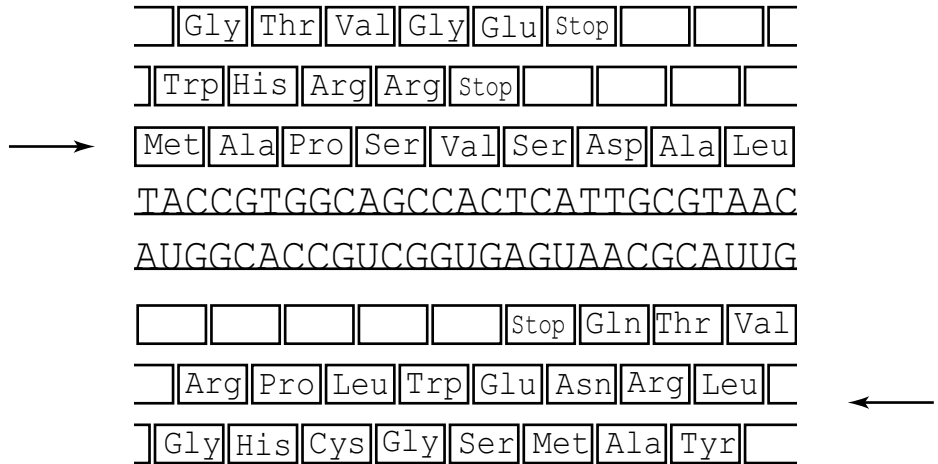 Gly Thr Val Gly Glu Stop
Trp His Arg Arg Stop
Met Ala Pro Ser Val Ser Asp Ala Leu
TACCGTGGCAGCCACTCATTGCGTAAC
AUGGCACCGUCGGUGAGUAACGCAUUG
Stop Gln Thr Val
Arg Pro Leu Trp Glu Asn Arg Leu
Gly His Cys Gly Ser Met Ala Tyr